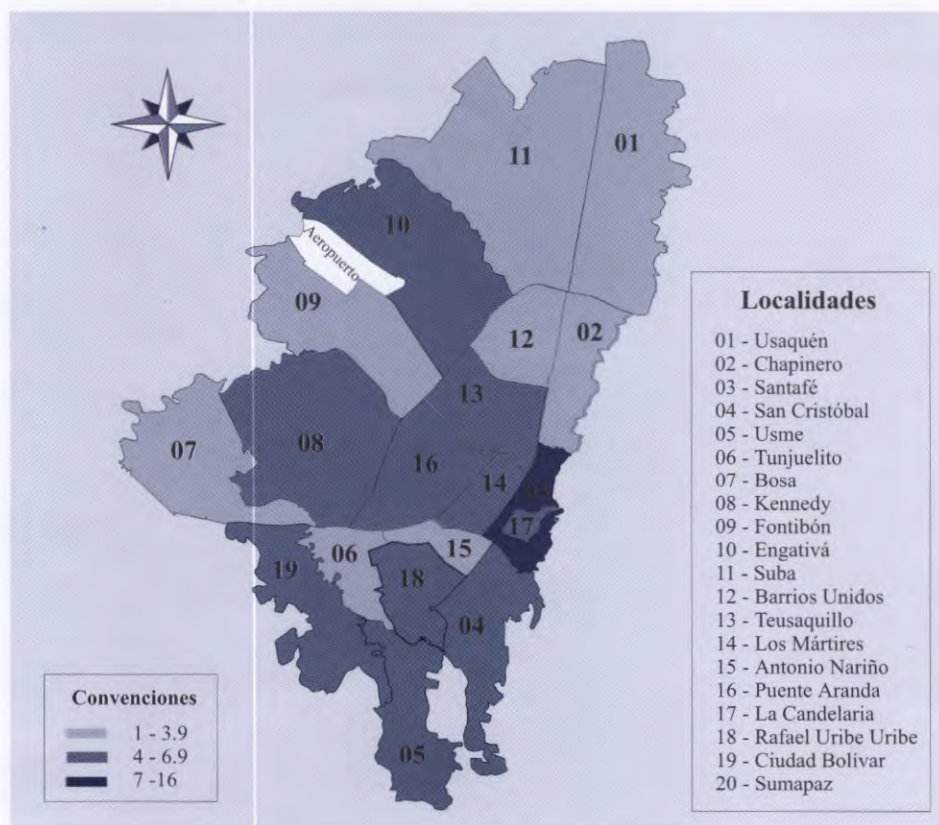 11
01
10
Aeropuerto
09
12
02
13
07
08
16
14
03
17
15
06
19
18
04
05
Localidades
01 - Usaquén
02 - Chapinero
03 - Santafé
04 - San Cristóbal
05 - Usme
06 - Tunjuelito
07 - Bosa
08 - Kennedy
09 - Fontibón
10 - Engativá
11 - Suba
12 - Barrios Unidos
13 - Teusaquillo
14 - Los Mártires
15 - Antonio Nariño
16 - Puente Aranda
17 - La Candelaria
18 - Rafael Uribe Uribe
19 - Ciudad Bolívar
20 - Sumapaz
Convenciones
1 - 3.9
4 - 6.9
7 -16